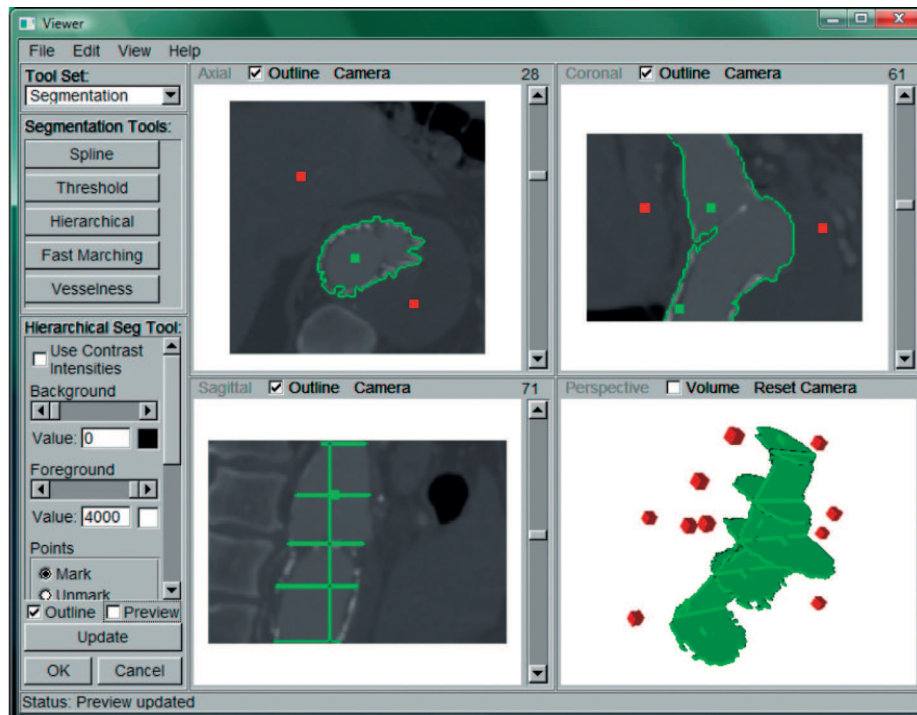 Viewer
File Edit View Help
Tool Set:
Segmentation
Segmentation Tools:
Spline
Threshold
Hierarchical
Fast Marching
Vesselness
Hierarchical Seg Tool:
Use Contrast
Intensities
Background
Value: 0
Foreground
Value: 4000
Points
Mark
Unmark
Outline Preview
Update
OK Cancel
Status: Preview updated
Axial Outline Camera 28
Coronal Outline Camera 61
Sagittal Outline Camera 71
Perspective Volume Reset Camera